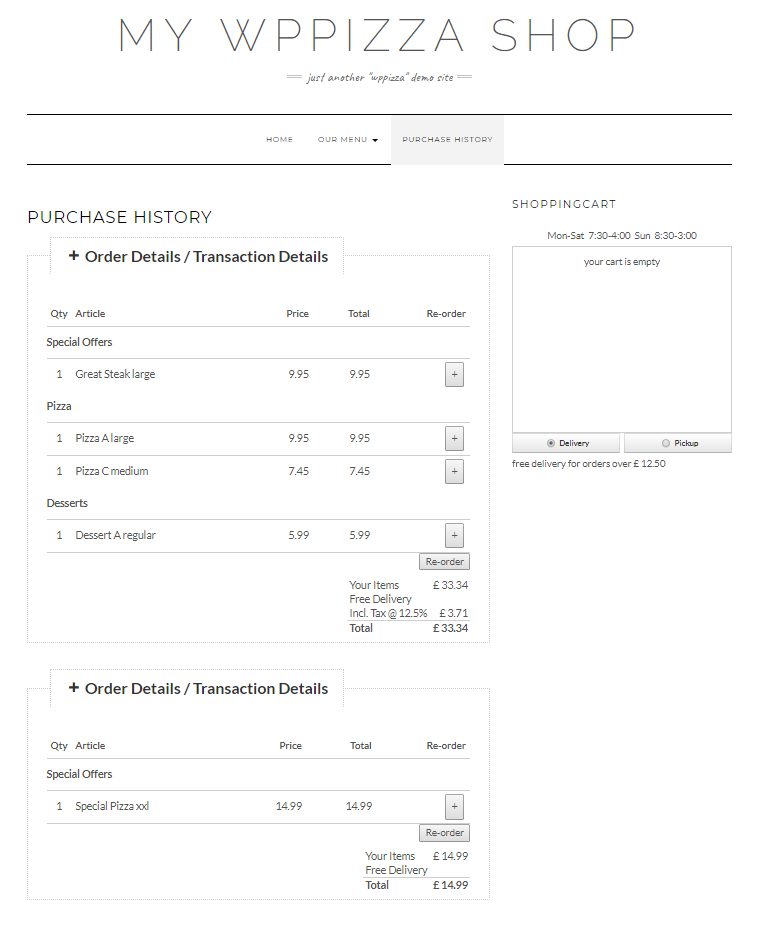 MY WPPIZZA SHOP
just another "wppizza" demo site
HOME OUR MENU PURCHASE HISTORY
PURCHASE HISTORY
+ Order Details / Transaction Details
Qty Article Price Total Re-order
Special Offers
1 Great Steak large 9.95 9.95 +
Pizza
1 Pizza A large 9.95 9.95 +
1 Pizza C medium 7.45 7.45 +
Desserts
1 Dessert A regular 5.99 5.99 +
Re-order
Your Items £ 33.34
Free Delivery
Incl. Tax @ 12.5% £ 3.71
Total £ 33.34
+ Order Details / Transaction Details
Qty Article Price Total Re-order
Special Offers
1 Special Pizza xxl 14.99 14.99 +
Re-order
Your Items £ 14.99
Free Delivery
Total £ 14.99
SHOPPINGCART
Mon-Sat 7:30-4:00 Sun 8:30-3:00
your cart is empty
Delivery Pickup
free delivery for orders over £ 12.50